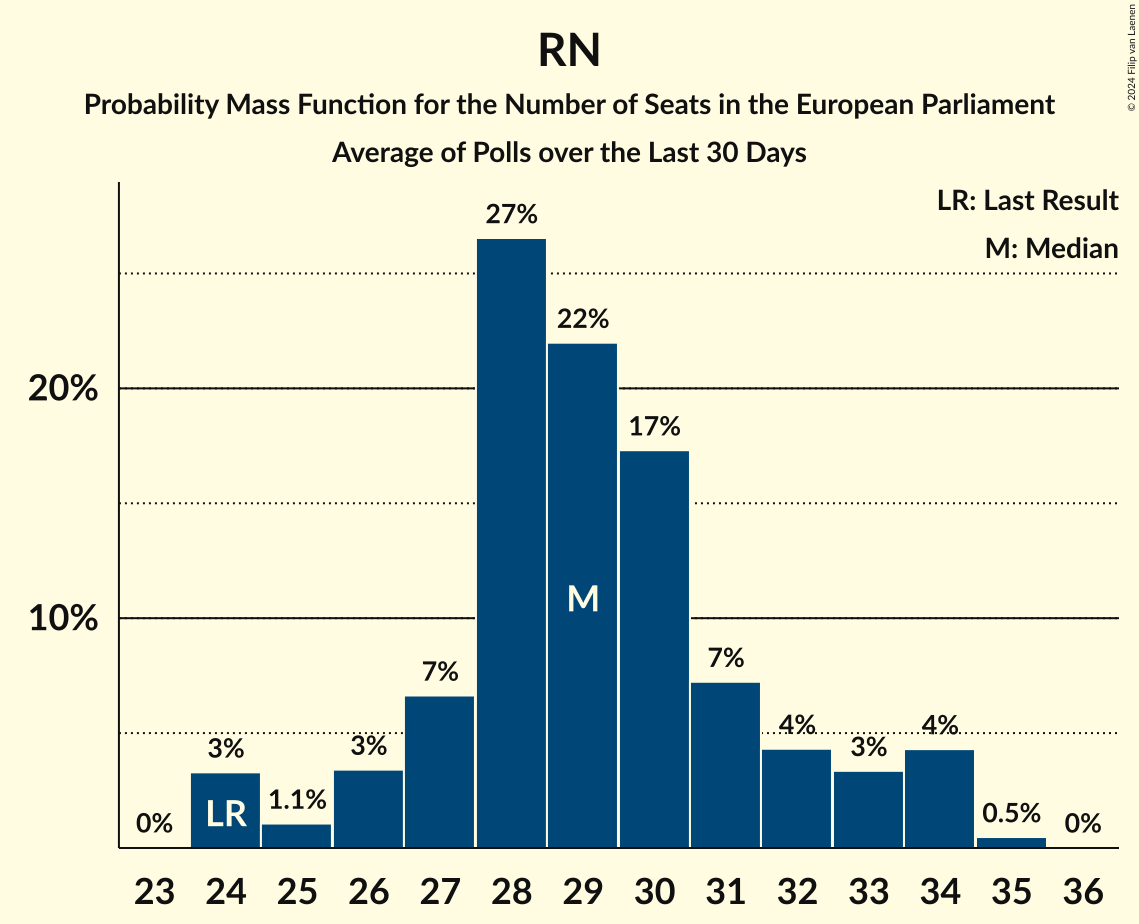 RN
Probability Mass Function for the Number of Seats in the European Parliament
Average of Polls over the Last 30 Days
© 2024 Filip van Laenen
LR: Last Result
M: Median
27%
22%
20%
17%
M
10%
7%
7%
4%
4%
3%
3%
3%
1.1%
LR
0.5%
0%
0%
23 24 25 26 27 28 29 30 31 32 33 34 35 36